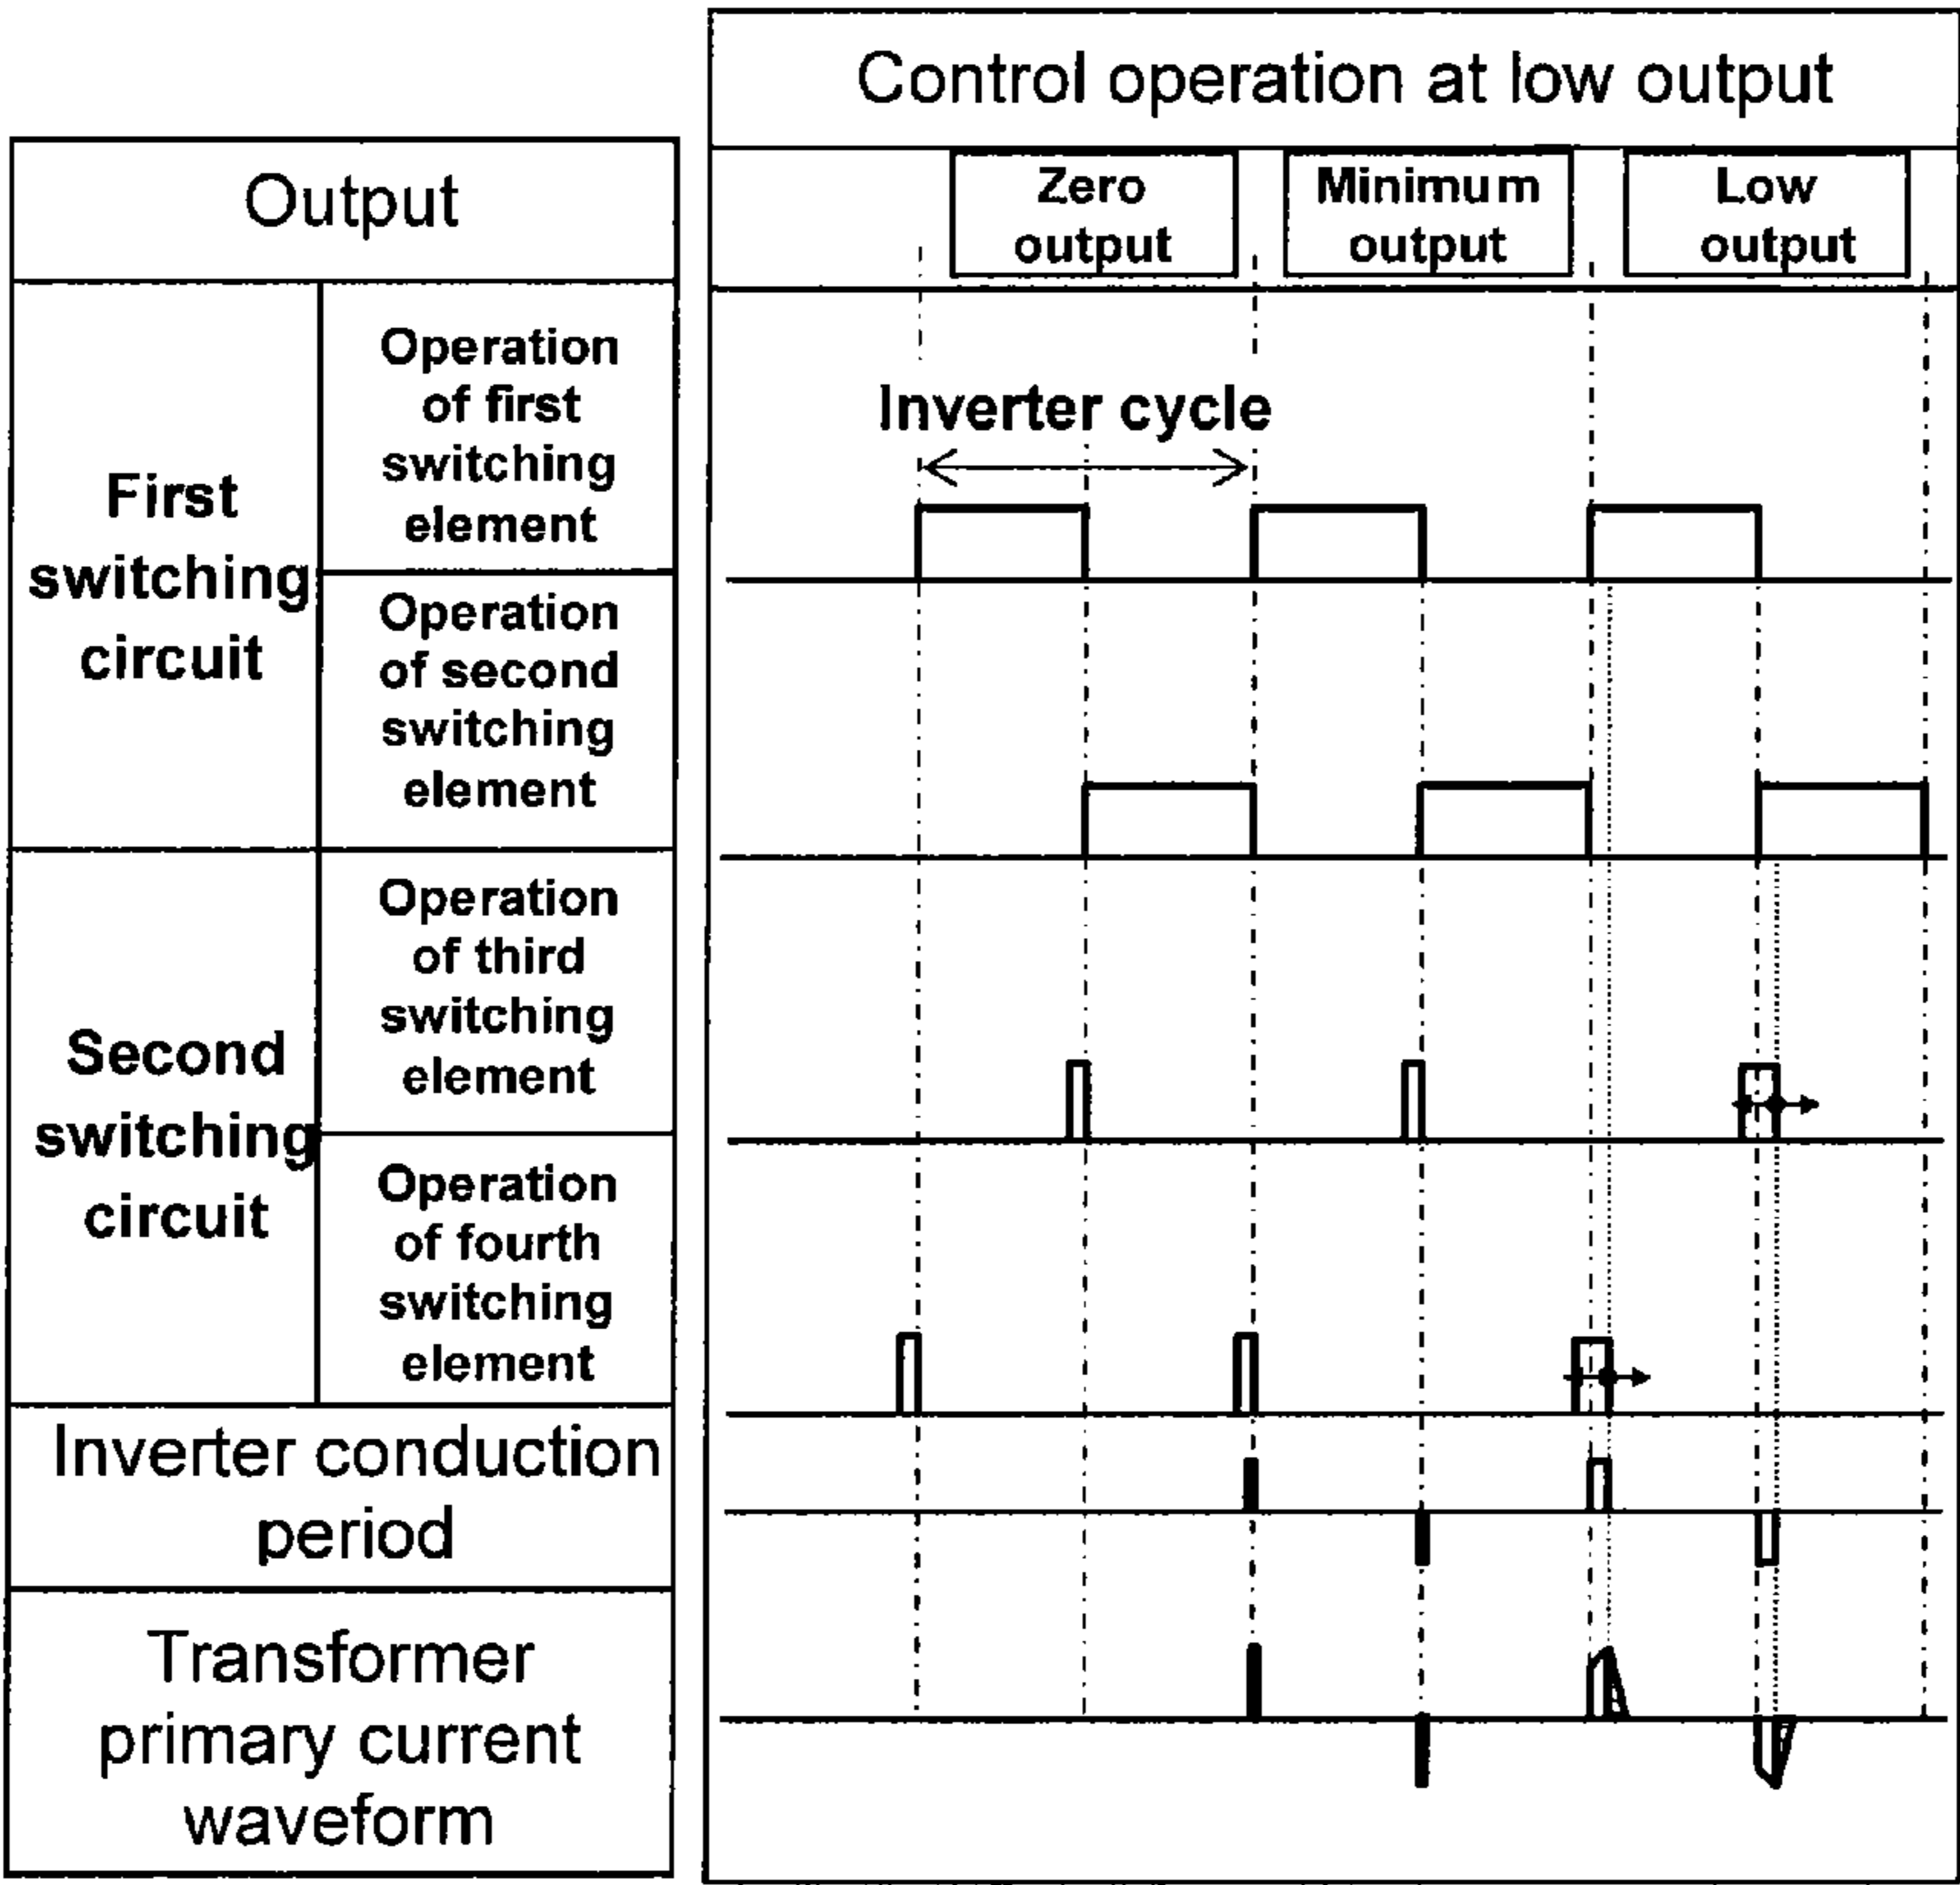 Control operation at low output
Output
Zero
output
Minimum
output
Low
output
First
switching
circuit
Operation
of first
switching
element
Inverter cycle
Operation
of second
switching
element
Second
switching
circuit
Operation
of third
switching
element
Operation
of fourth
switching
element
Inverter conduction
period
Transformer
primary current
waveform